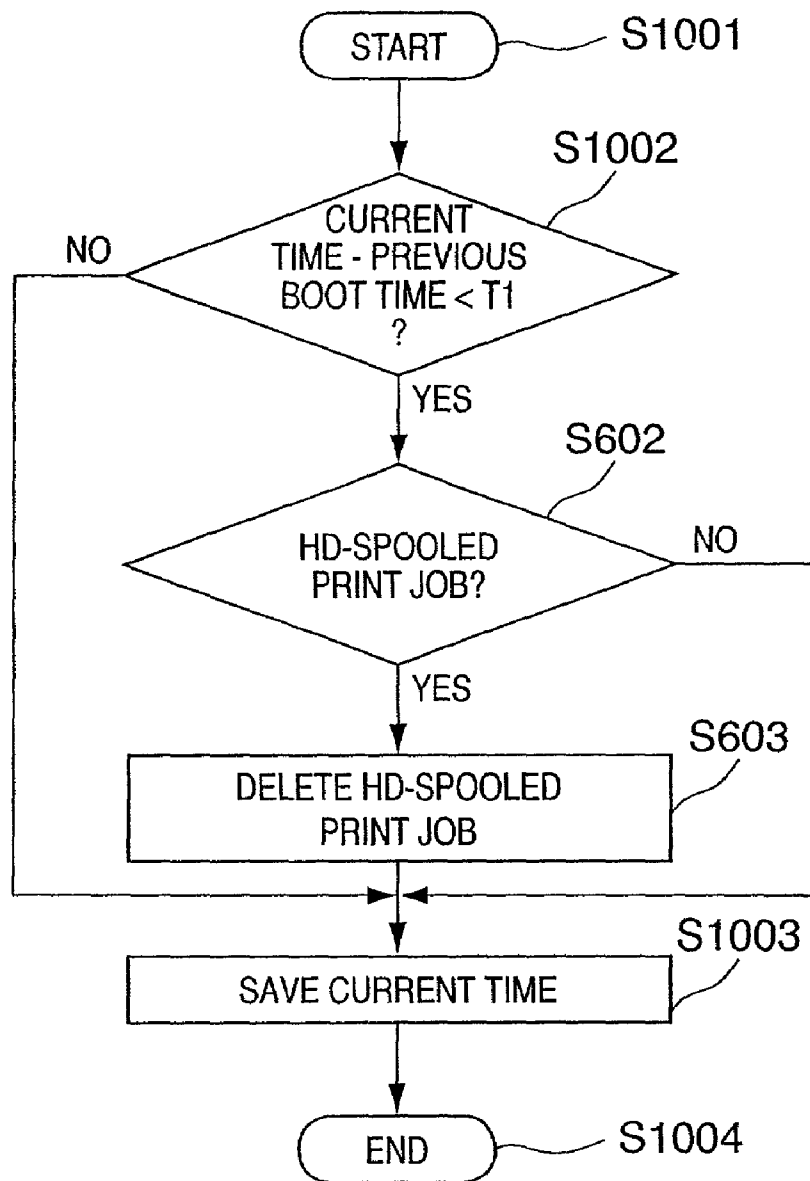 START
S1001
S1002
CURRENT
TIME - PREVIOUS
BOOT TIME < T1
?
NO
YES
S602
HD-SPOOLED
PRINT JOB?
NO
YES
S603
DELETE HD-SPOOLED
PRINT JOB
S1003
SAVE CURRENT TIME
END
S1004